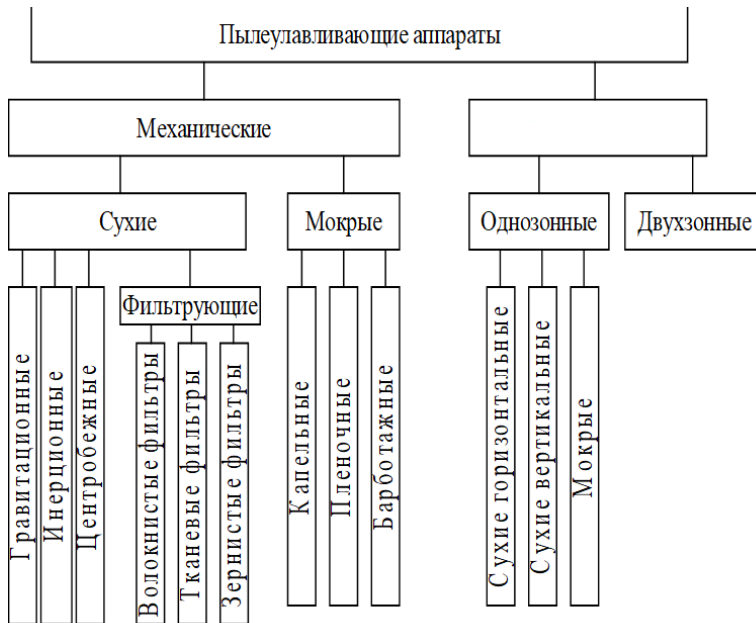 Пылеулавливающие аппараты
Механические
Сухие
Мокрые
Однозонные
Двухзонные
Фильтрующие
Гравитационные
Инерционные
Центробежные
Волокнистые фильтры
Тканевые фильтры
Зернистые фильтры
Капельные
Пленочные
Барботажные
Сухие горизонтальные
Сухие вертикальные
Мокрые